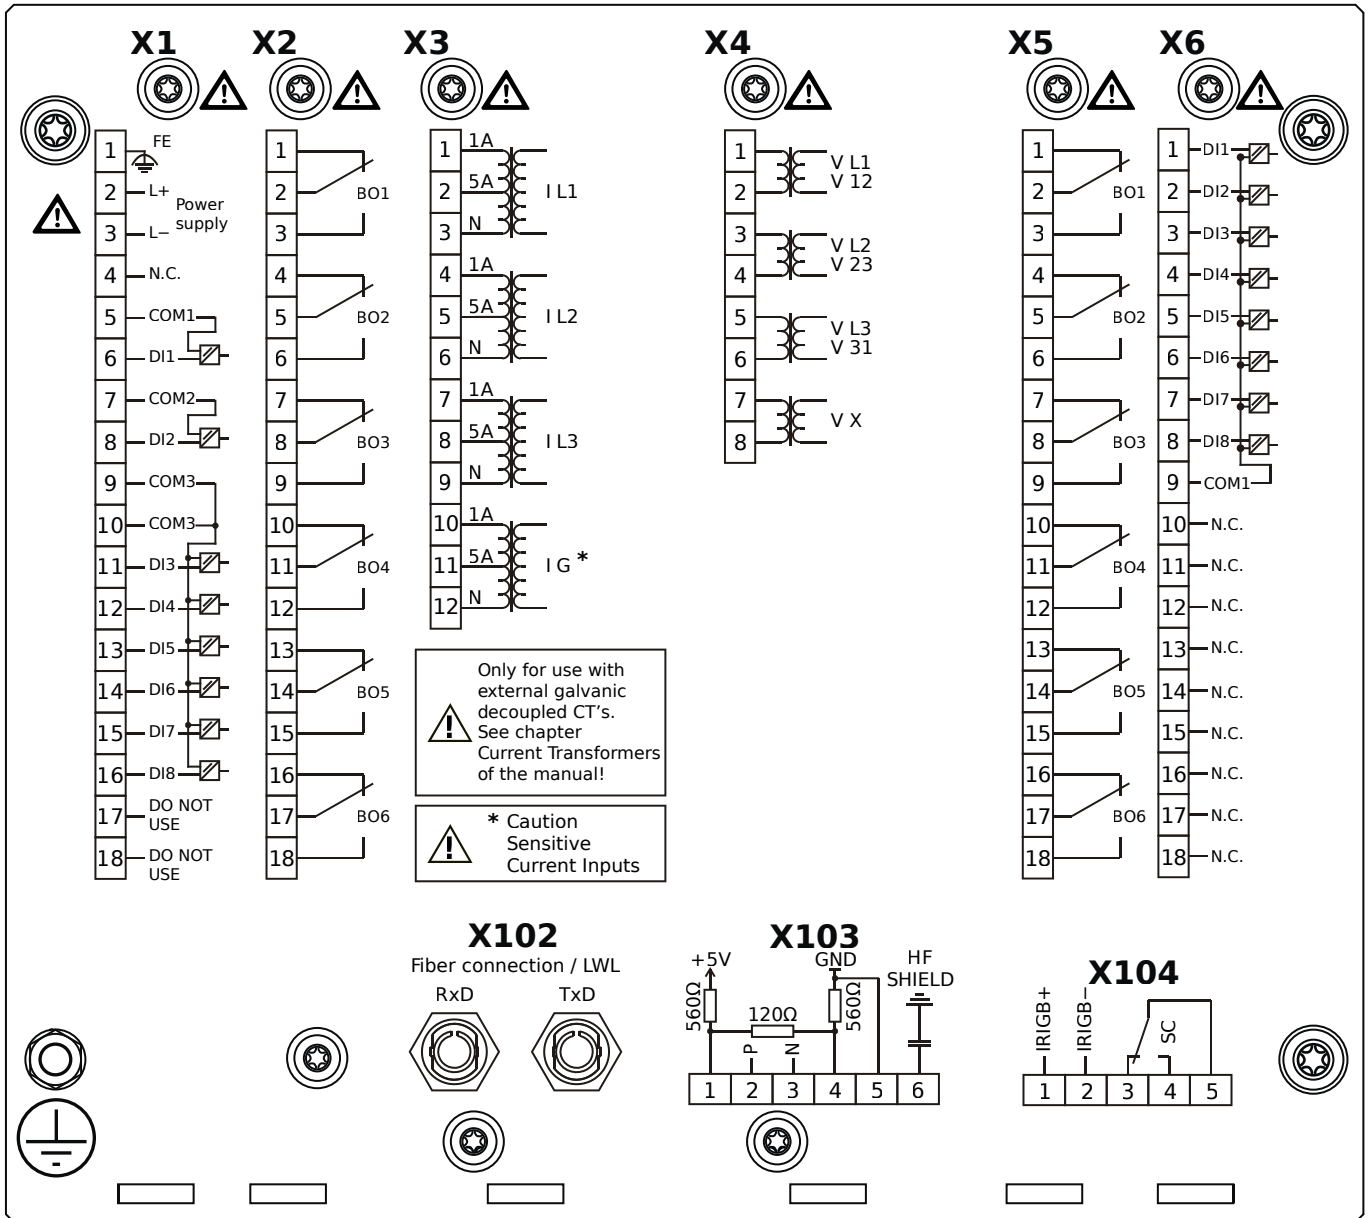 X1
X2
X3
X4
X5
X6
1 FE
2 L+
Power
supply
3 L−
4 N.C.
5 COM1
6 DI1
7 COM2
8 DI2
9 COM3
10 COM3
11 DI3
12 DI4
13 DI5
14 DI6
15 DI7
16 DI8
17 DO NOT
USE
18 DO NOT
USE
1
2 BO1
3
4
5 BO2
6
7
8 BO3
9
10
11 BO4
12
13
14 BO5
15
16
17 BO6
18
1 1A
2 5A I L1
3 N
4 1A
5 5A I L2
6 N
7 1A
8 5A I L3
9 N
10 1A
11 5A I G *
12 N
Only for use with
external galvanic
decoupled CT's.
See chapter
Current Transformers
of the manual!
* Caution
Sensitive
Current Inputs
1 V L1
2 V 12
3 V L2
4 V 23
5 V L3
6 V 31
7 V X
8
1
2 BO1
3
4
5 BO2
6
7
8 BO3
9
10
11 BO4
12
13
14 BO5
15
16
17 BO6
18
1 DI1
2 DI2
3 DI3
4 DI4
5 DI5
6 DI6
7 DI7
8 DI8
9 COM1
10 N.C.
11 N.C.
12 N.C.
13 N.C.
14 N.C.
15 N.C.
16 N.C.
17 N.C.
18 N.C.
X102
Fiber connection / LWL
RxD TxD
X103
+5V GND HF
SHIELD
560Ω 120Ω 560Ω
P N
1 2 3 4 5 6
X104
IRIGB+ IRIGB− SC
1 2 3 4 5